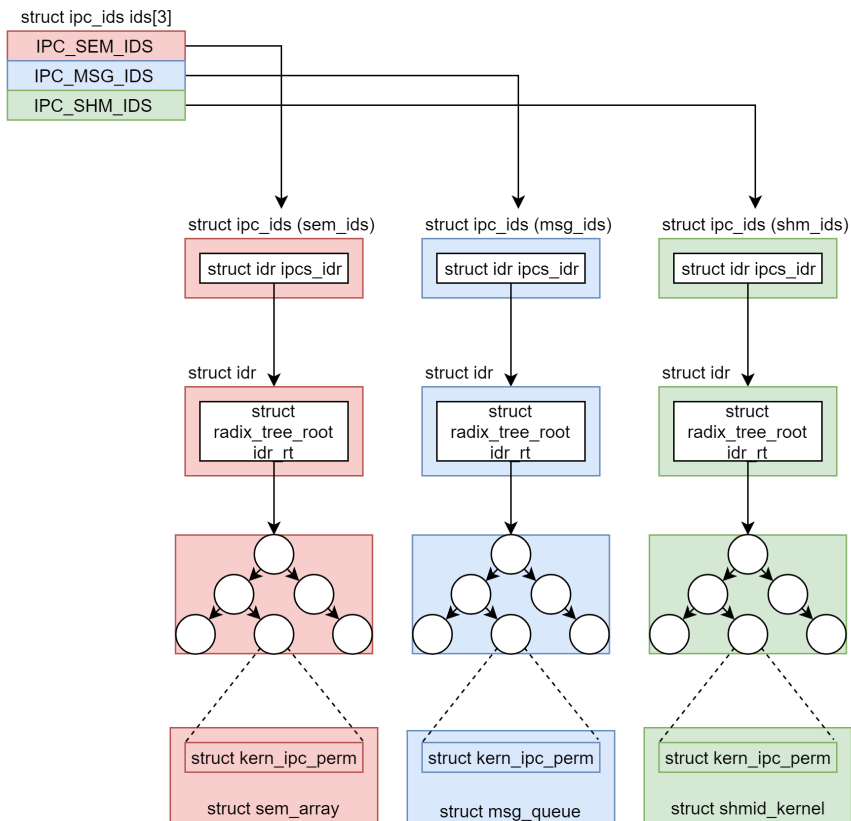 struct ipc_ids ids[3]
IPC_SEM_IDS
IPC_MSG_IDS
IPC_SHM_IDS
struct ipc_ids (sem_ids)
struct ipc_ids (msg_ids)
struct ipc_ids (shm_ids)
struct idr ipcs_idr
struct idr ipcs_idr
struct idr ipcs_idr
struct idr
struct idr
struct idr
struct
radix_tree_root
idr_rt
struct
radix_tree_root
idr_rt
struct
radix_tree_root
idr_rt
struct kern_ipc_perm
struct kern_ipc_perm
struct kern_ipc_perm
struct sem_array
struct msg_queue
struct shmid_kernel